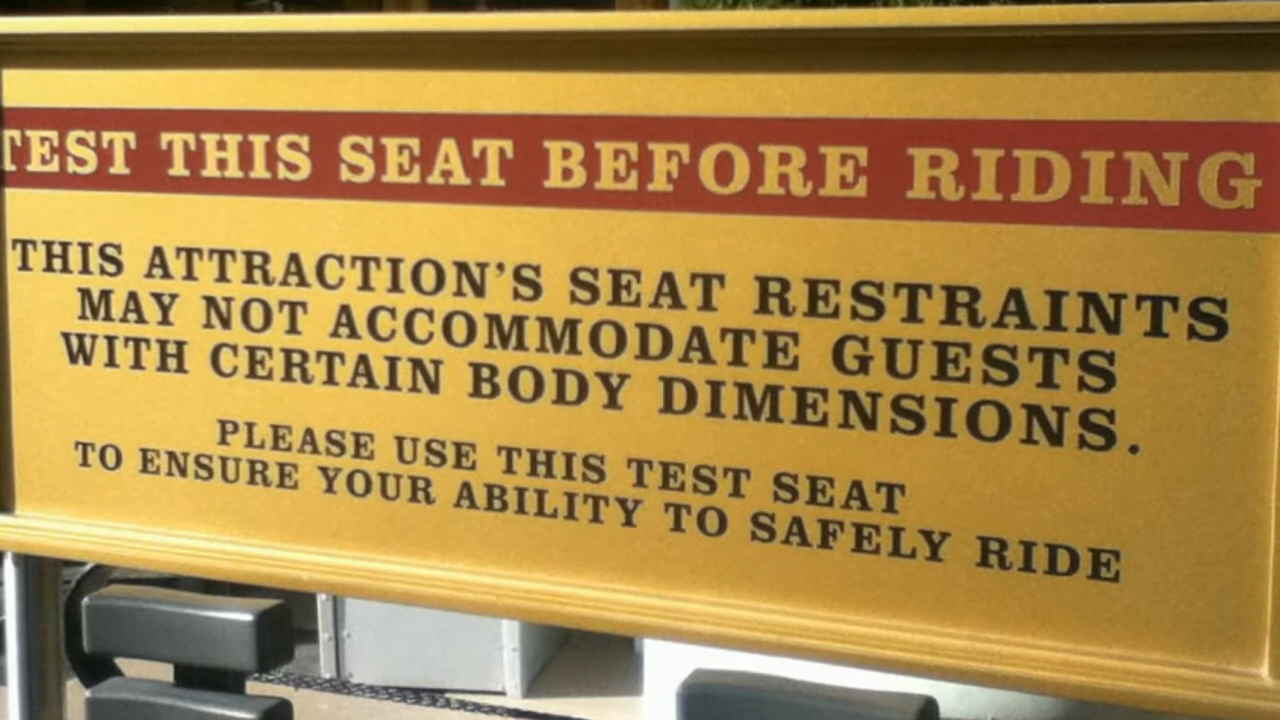 TEST THIS SEAT BEFORE RIDING
THIS ATTRACTION'S SEAT RESTRAINTS
MAY NOT ACCOMMODATE GUESTS
WITH CERTAIN BODY DIMENSIONS.
PLEASE USE THIS TEST SEAT
TO ENSURE YOUR ABILITY TO SAFELY RIDE